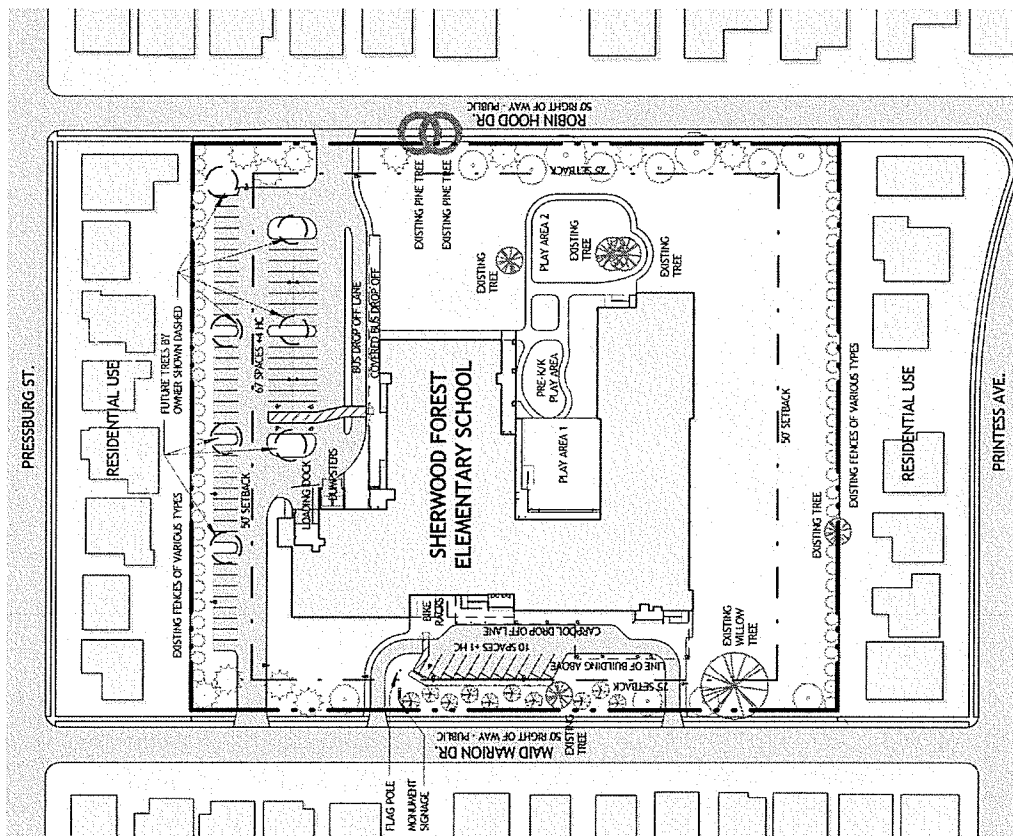 50' RIGHT OF WAY - PUBLIC
ROBIN HOOD DR.
EXISTING PINE TREE
EXISTING PINE TREE
25' SETBACK
PLAY AREA 2
EXISTING
TREE
EXISTING
TREE
EXISTING
TREE
BUS DROP OFF LANE
COVERED BUS DROP OFF
67 SPACES +4 HC
FUTURE TREES BY
OWNER SHOWN DASHED
PRESSBURG ST.
RESIDENTIAL USE
EXISTING FENCES OF VARIOUS TYPES
50' SETBACK
LOADING DOCK
DUMPSTERS
SHERWOOD FOREST
ELEMENTARY SCHOOL
PRE-K/K
PLAY AREA
PLAY AREA 1
50' SETBACK
EXISTING FENCES OF VARIOUS TYPES
RESIDENTIAL USE
PRINTESS AVE.
EXISTING TREE
BIKE
RACKS
CARPOOL DROP OFF LANE
10 SPACES +1 HC
LINE OF BUILDING ABOVE
25' SETBACK
EXISTING
WILLOW
TREE
EXISTING
TREE
50' RIGHT OF WAY - PUBLIC
MAID MARION DR.
FLAG POLE
MONUMENT
SIGNAGE